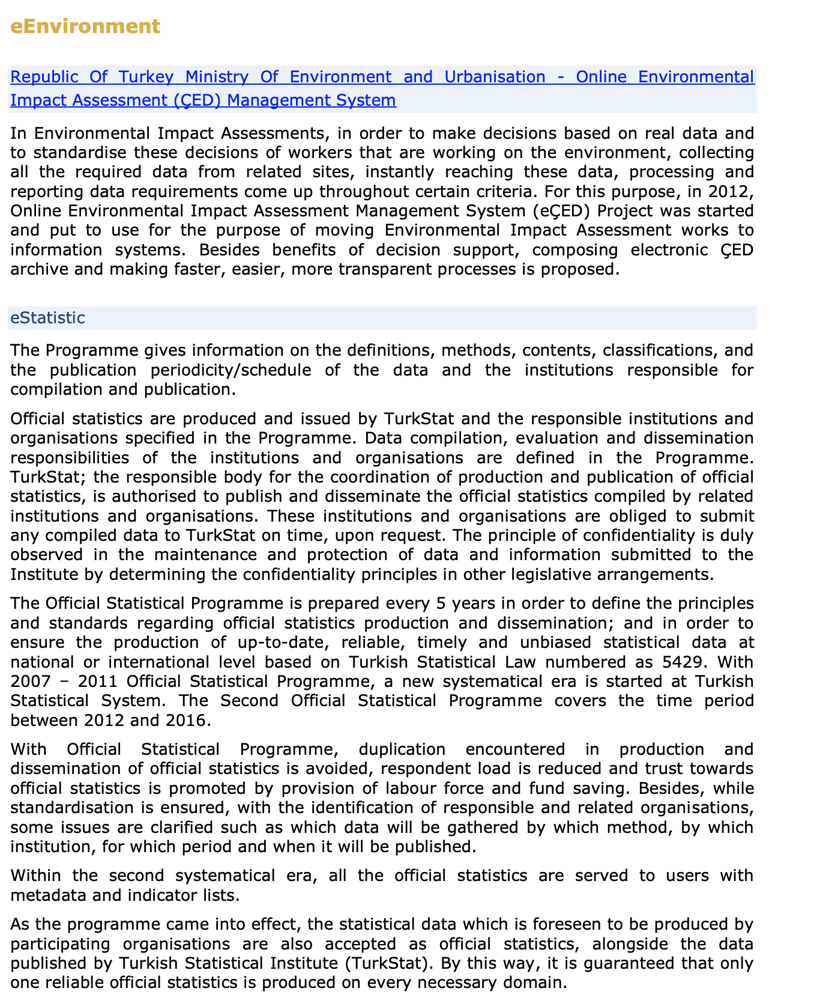 eEnvironment
Republic Of Turkey Ministry Of Environment and Urbanisation - Online Environmental
Impact Assessment (ÇED) Management System
In Environmental Impact Assessments, in order to make decisions based on real data and
to standardise these decisions of workers that are working on the environment, collecting
all the required data from related sites, instantly reaching these data, processing and
reporting data requirements come up throughout certain criteria. For this purpose, in 2012,
Online Environmental Impact Assessment Management System (eÇED) Project was started
and put to use for the purpose of moving Environmental Impact Assessment works to
information systems. Besides benefits of decision support, composing electronic ÇED
archive and making faster, easier, more transparent processes is proposed.
eStatistic
The Programme gives information on the definitions, methods, contents, classifications, and
the publication periodicity/schedule of the data and the institutions responsible for
compilation and publication.
Official statistics are produced and issued by TurkStat and the responsible institutions and
organisations specified in the Programme. Data compilation, evaluation and dissemination
responsibilities of the institutions and organisations are defined in the Programme.
TurkStat; the responsible body for the coordination of production and publication of official
statistics, is authorised to publish and disseminate the official statistics compiled by related
institutions and organisations. These institutions and organisations are obliged to submit
any compiled data to TurkStat on time, upon request. The principle of confidentiality is duly
observed in the maintenance and protection of data and information submitted to the
Institute by determining the confidentiality principles in other legislative arrangements.
The Official Statistical Programme is prepared every 5 years in order to define the principles
and standards regarding official statistics production and dissemination; and in order to
ensure the production of up-to-date, reliable, timely and unbiased statistical data at
national or international level based on Turkish Statistical Law numbered as 5429. With
2007 – 2011 Official Statistical Programme, a new systematical era is started at Turkish
Statistical System. The Second Official Statistical Programme covers the time period
between 2012 and 2016.
With Official Statistical Programme, duplication encountered in production and
dissemination of official statistics is avoided, respondent load is reduced and trust towards
official statistics is promoted by provision of labour force and fund saving. Besides, while
standardisation is ensured, with the identification of responsible and related organisations,
some issues are clarified such as which data will be gathered by which method, by which
institution, for which period and when it will be published.
Within the second systematical era, all the official statistics are served to users with
metadata and indicator lists.
As the programme came into effect, the statistical data which is foreseen to be produced by
participating organisations are also accepted as official statistics, alongside the data
published by Turkish Statistical Institute (TurkStat). By this way, it is guaranteed that only
one reliable official statistics is produced on every necessary domain.